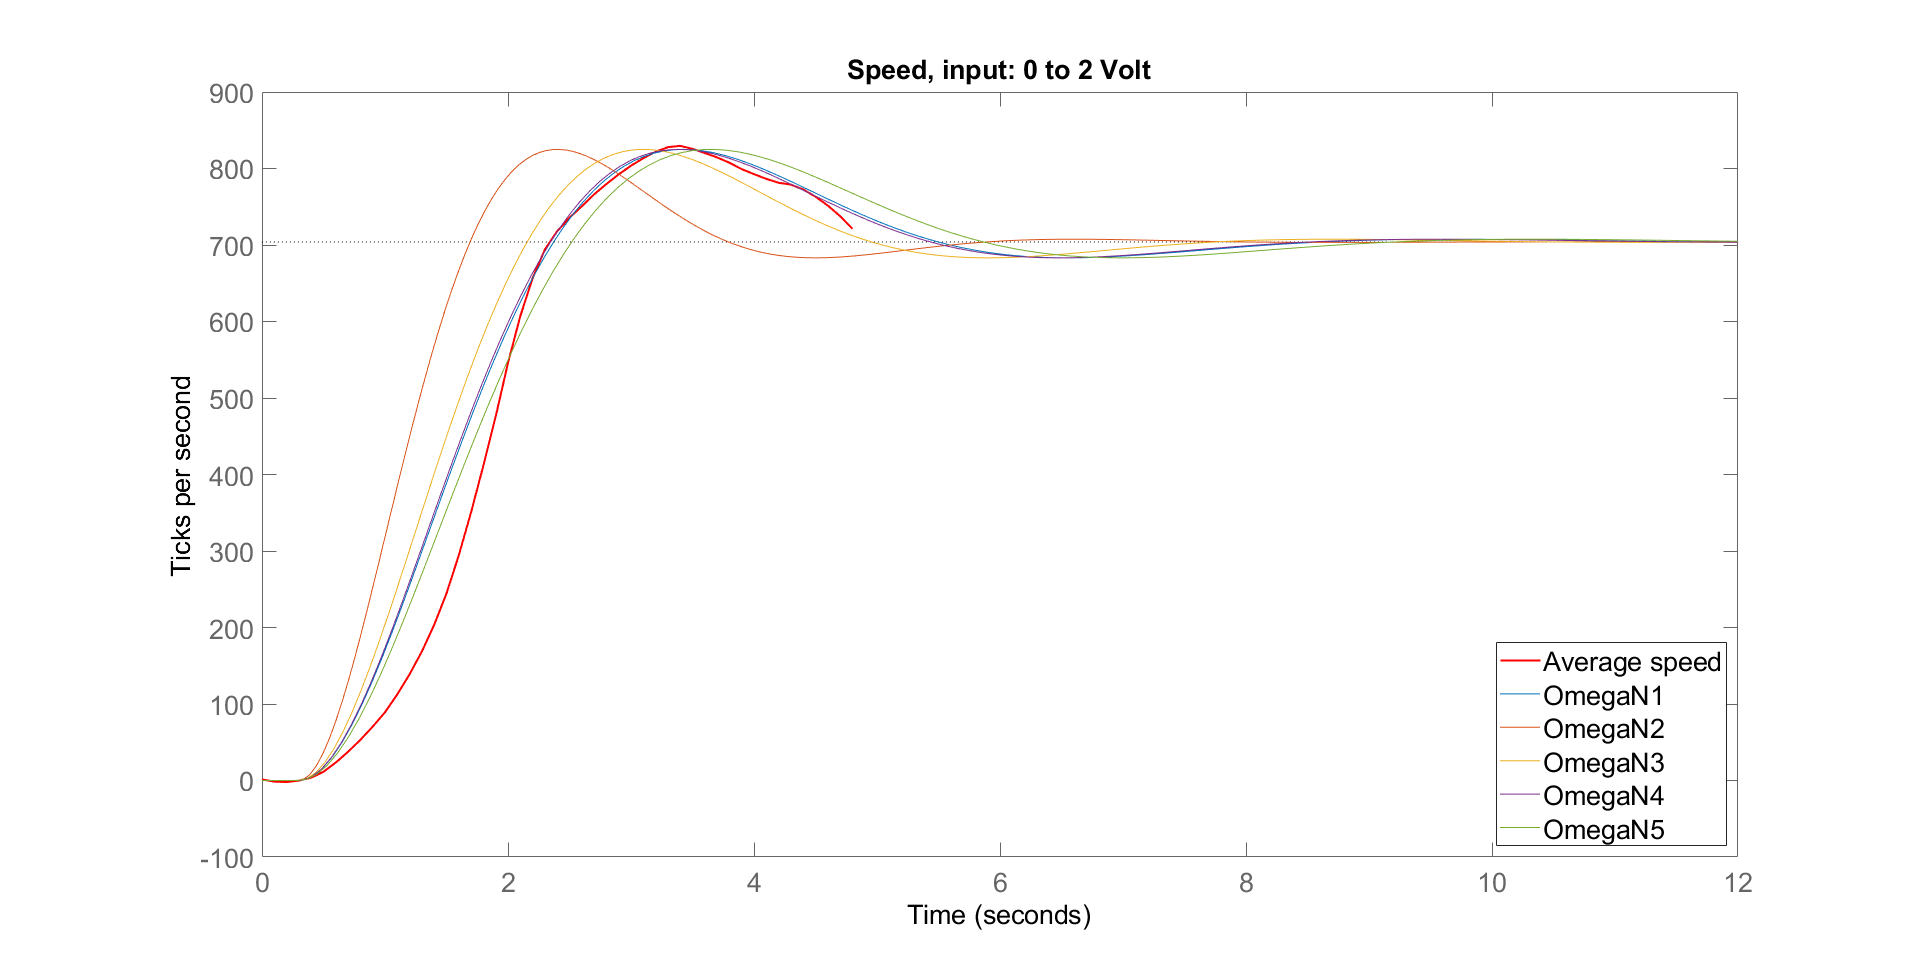 Speed, input: 0 to 2 Volt
900
800
700
600
500
400
300
200
100
0
-100
Ticks per second
0 2 4 6 8 10 12
Time (seconds)
Average speed
OmegaN1
OmegaN2
OmegaN3
OmegaN4
OmegaN5